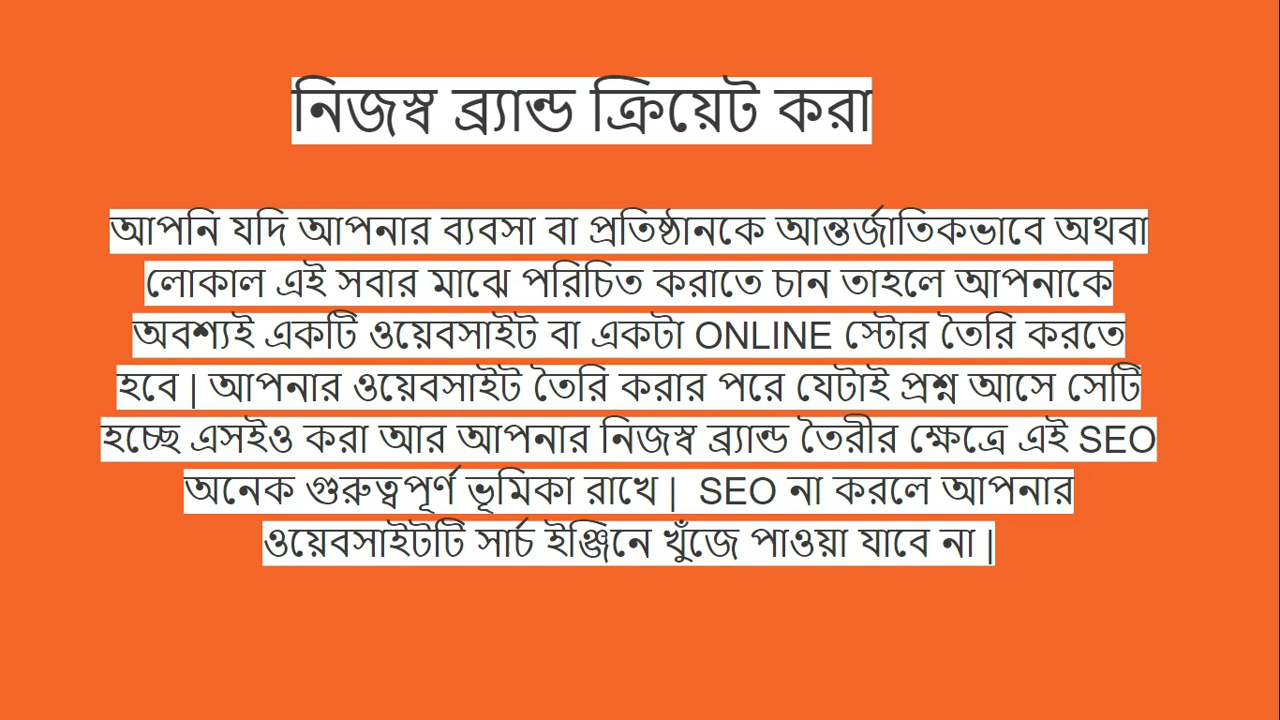 নিজস্ব ব্র্যান্ড ক্রিয়েট করা
আপনি যদি আপনার ব্যবসা বা প্রতিষ্ঠানকে আন্তর্জাতিকভাবে অথবা
লোকাল এই সবার মাঝে পরিচিত করাতে চান তাহলে আপনাকে
অবশ্যই একটি ওয়েবসাইট বা একটা ONLINE স্টোর তৈরি করতে
হবে | আপনার ওয়েবসাইট তৈরি করার পরে যেটাই প্রশ্ন আসে সেটি
হচ্ছে এসইও করা আর আপনার নিজস্ব ব্র্যান্ড তৈরীর ক্ষেত্রে এই SEO
অনেক গুরুত্বপূর্ণ ভূমিকা রাখে | SEO না করলে আপনার
ওয়েবসাইটটি সার্চ ইঞ্জিনে খুঁজে পাওয়া যাবে না |